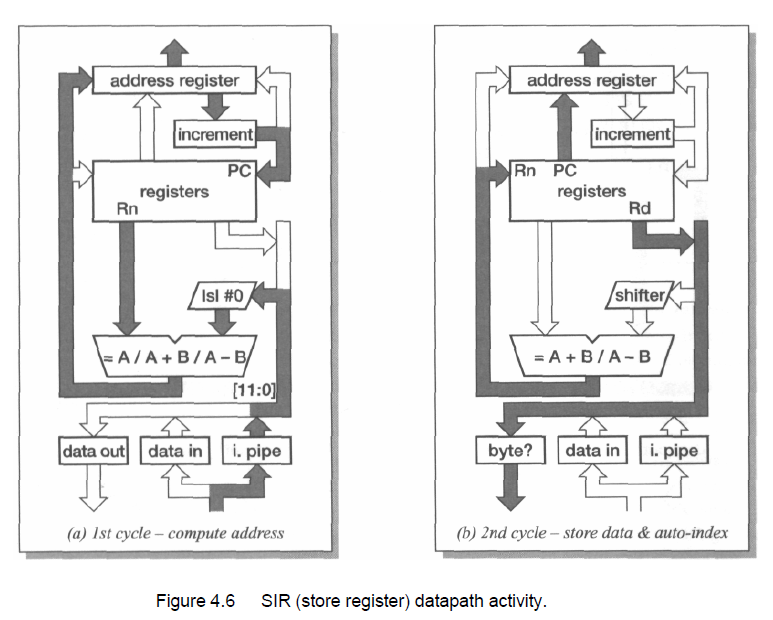 address register
increment
PC
registers
Rn
lsl #0
= A / A + B / A - B
[11:0]
data out
data in
i. pipe
(a) 1st cycle – compute address
address register
increment
Rn
PC
registers
Rd
shifter
= A + B / A - B
byte?
data in
i. pipe
(b) 2nd cycle – store data & auto-index
Figure 4.6 SIR (store register) datapath activity.